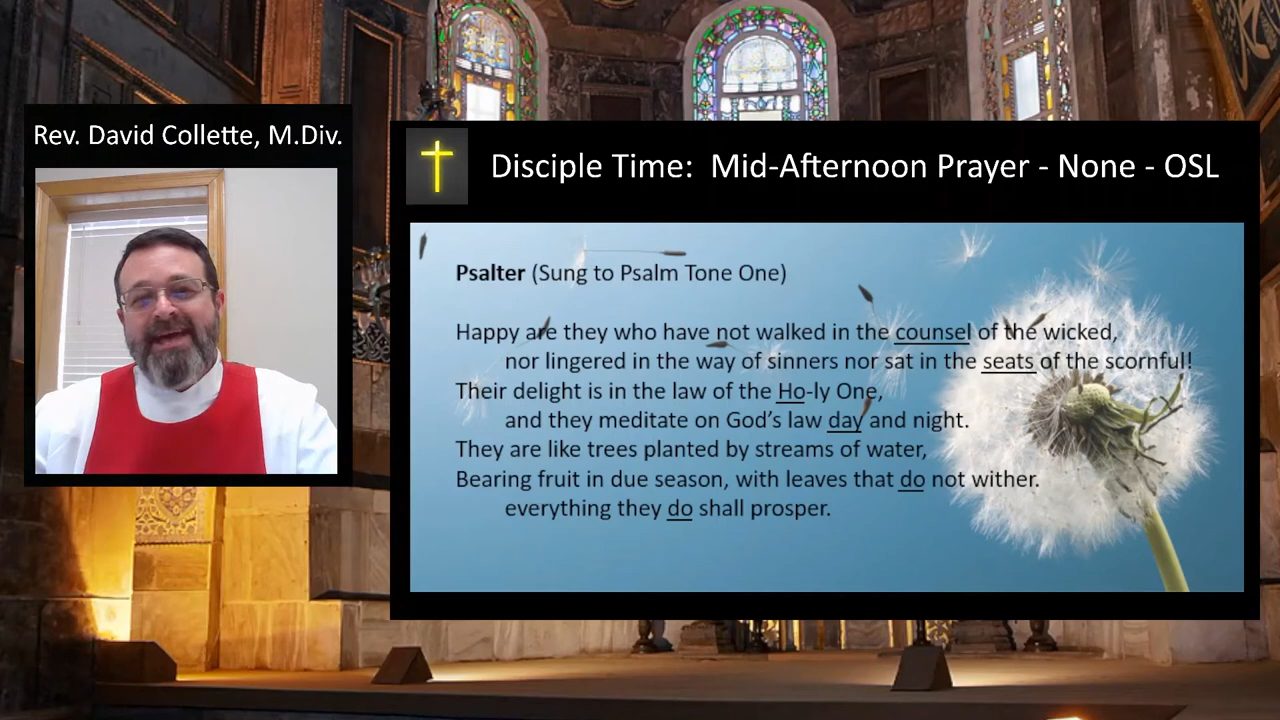 Rev. David Collette, M.Div.
Disciple Time:  Mid-Afternoon Prayer - None - OSL
Psalter (Sung to Psalm Tone One)
Happy are they who have not walked in the counsel of the wicked,
nor lingered in the way of sinners nor sat in the seats of the scornful!
Their delight is in the law of the Ho-ly One,
and they meditate on God's law day and night.
They are like trees planted by streams of water,
Bearing fruit in due season, with leaves that do not wither.
everything they do shall prosper.